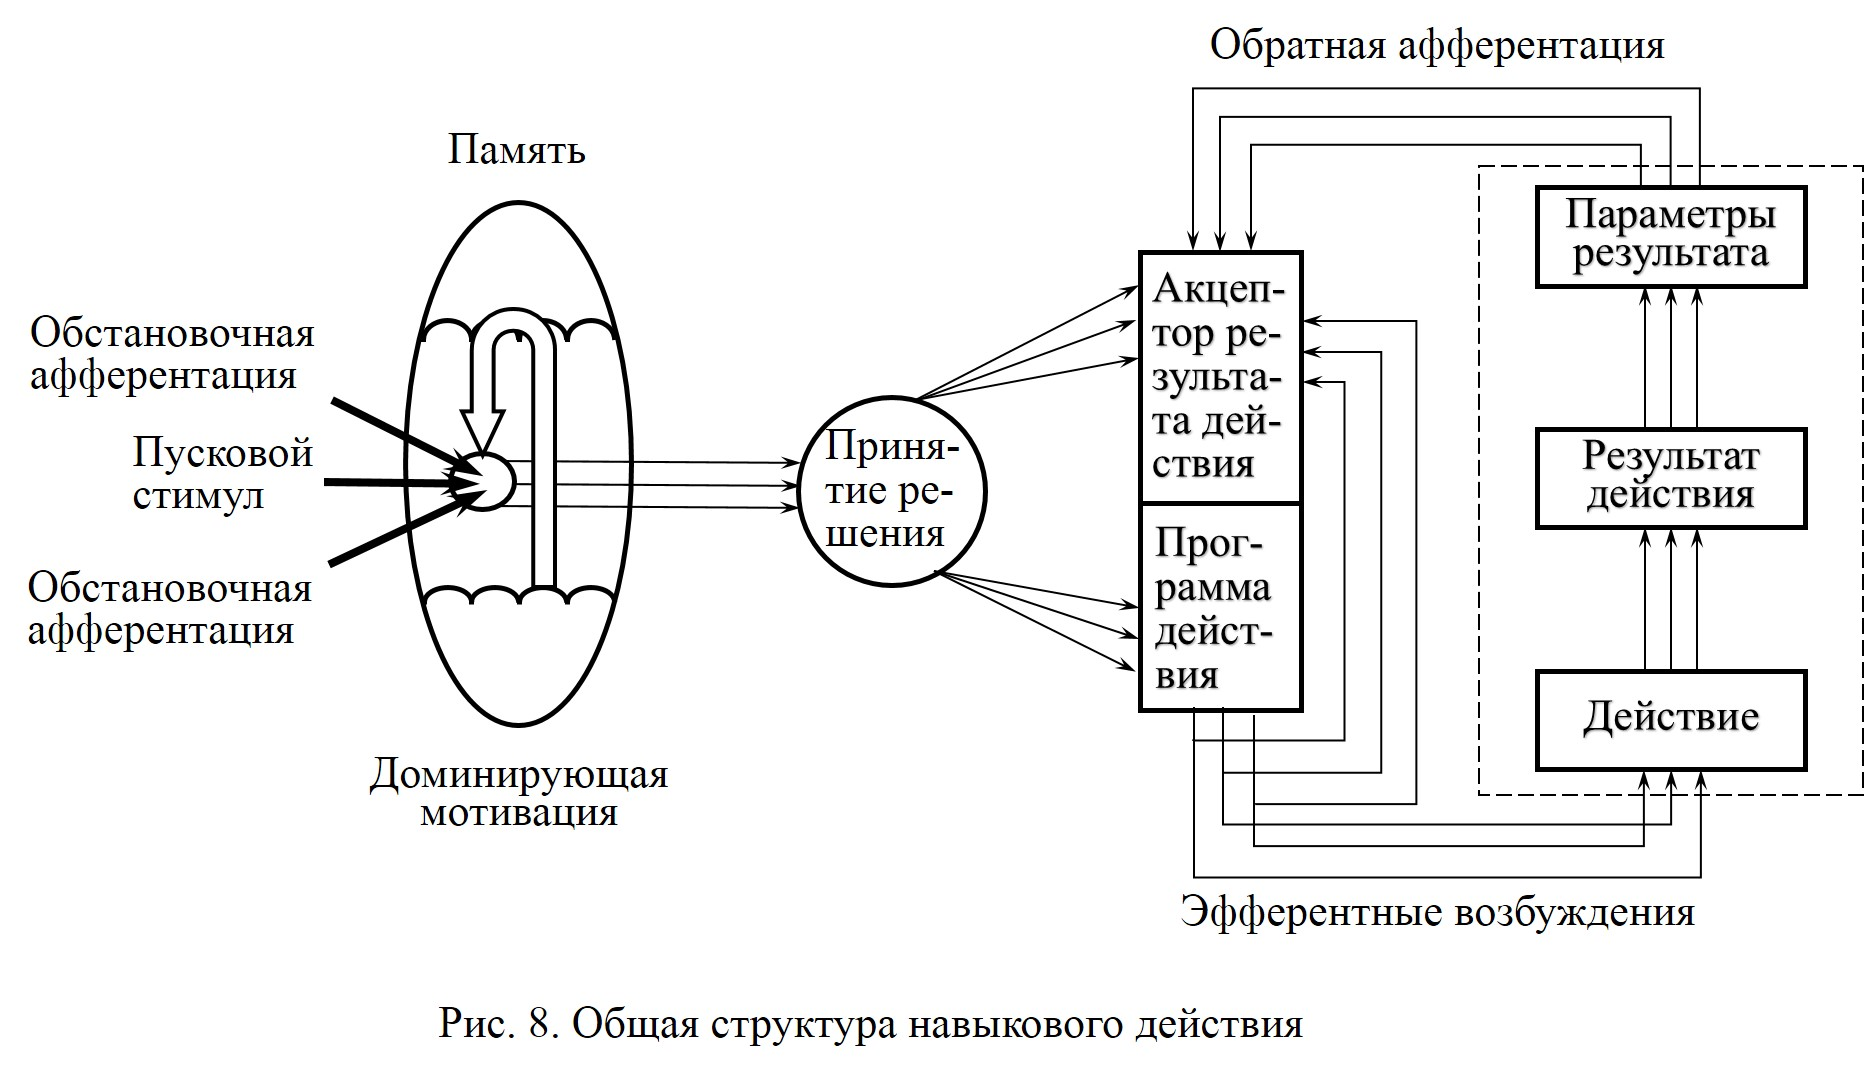 Обратная афферентация
Память
Обстановочная
афферентация
Пусковой
стимул
Обстановочная
афферентация
Доминирующая
мотивация
Приня-
тие ре-
шения
Акцеп-
тор ре-
зульта-
та дей-
ствия
Прог-
рамма
дейст-
вия
Параметры
результата
Результат
действия
Действие
Эфферентные возбуждения
Рис. 8. Общая структура навыкового действия